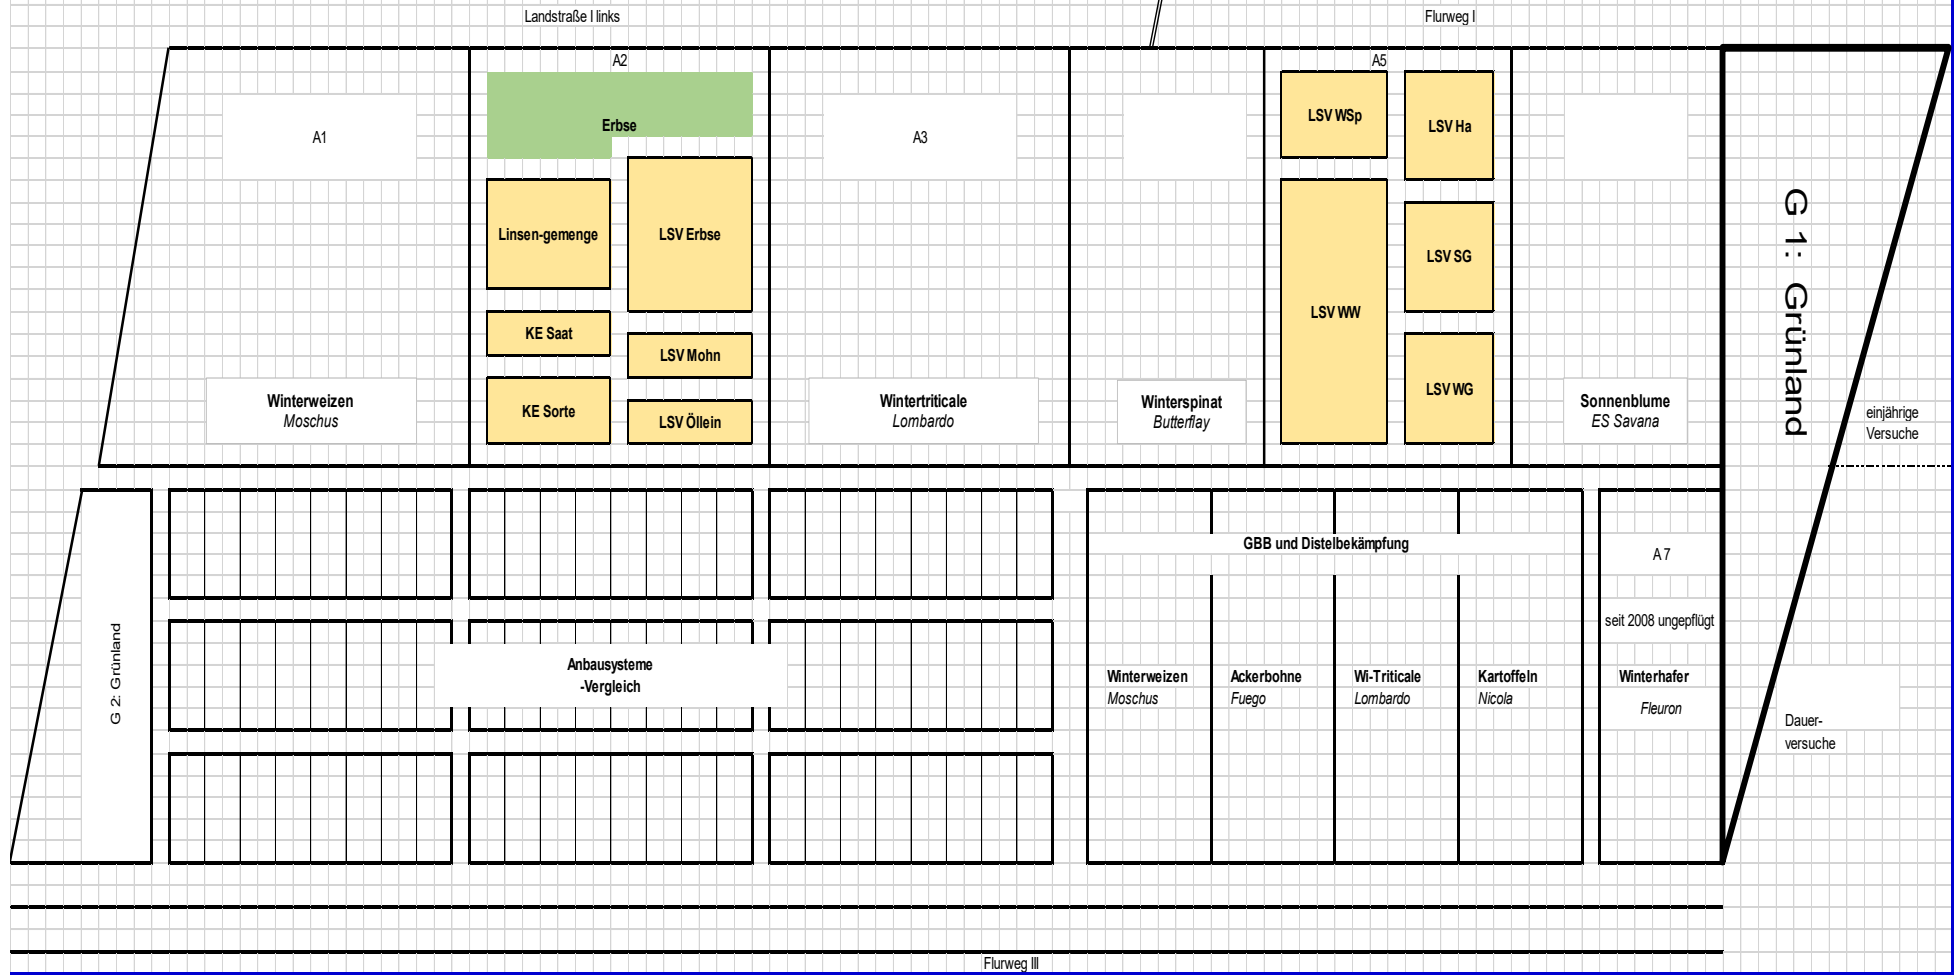 Landstraße I links
Flurweg I
A2
A5
LSV WSp
Erbse
LSV Ha
A1
A3
Linsen-gemenge
LSV Erbse
LSV SG
G 1: Grünland
LSV WW
KE Saat
LSV Mohn
LSV WG
Winterweizen
Moschus
KE Sorte
LSV Öllein
Wintertriticale
Lombardo
Winterspinat
Butterflay
Sonnenblume
ES Savana
einjährige
Versuche
GBB und Distelbekämpfung
A 7
seit 2008 ungepflügt
G 2: Grünland
Anbausysteme
-Vergleich
Winterweizen
Moschus
Ackerbohne
Fuego
Wi-Triticale
Lombardo
Kartoffeln
Nicola
Winterhafer
Fleuron
Dauer-
versuche
Flurweg III